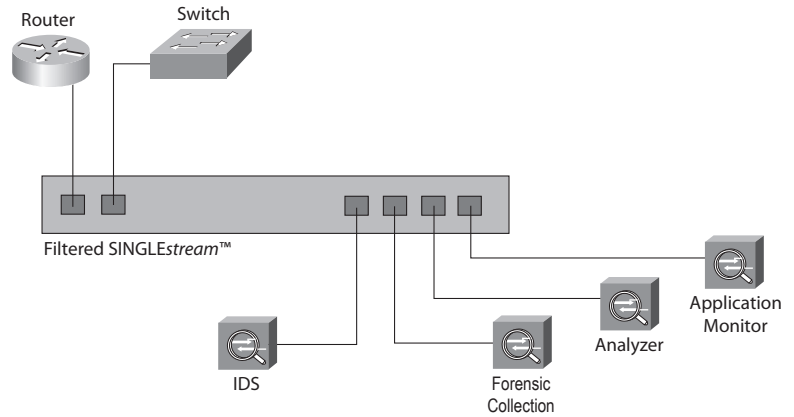 Router
Switch
Filtered SINGLEstream™
Application
Monitor
Analyzer
IDS
Forensic
Collection